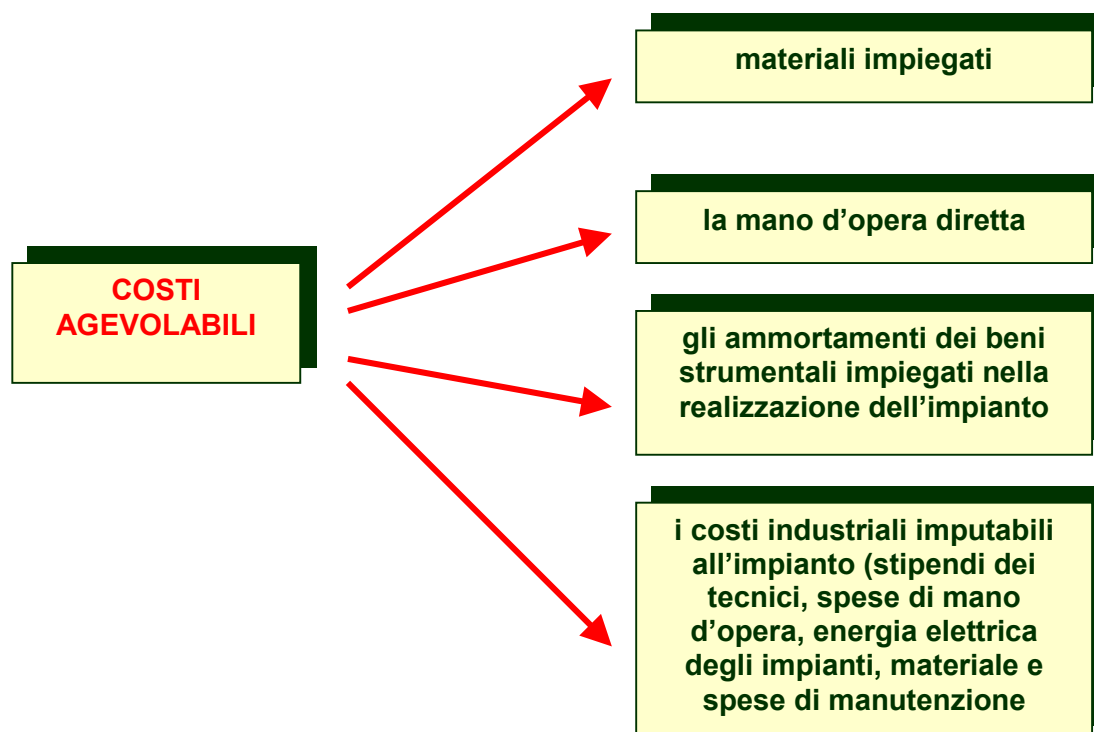 materiali impiegati
la mano d’opera diretta
COSTI
AGEVOLABILI
gli ammortamenti dei beni
strumentali impiegati nella
realizzazione dell’impianto
i costi industriali imputabili
all’impianto (stipendi dei
tecnici, spese di mano
d’opera, energia elettrica
degli impianti, materiale e
spese di manutenzione